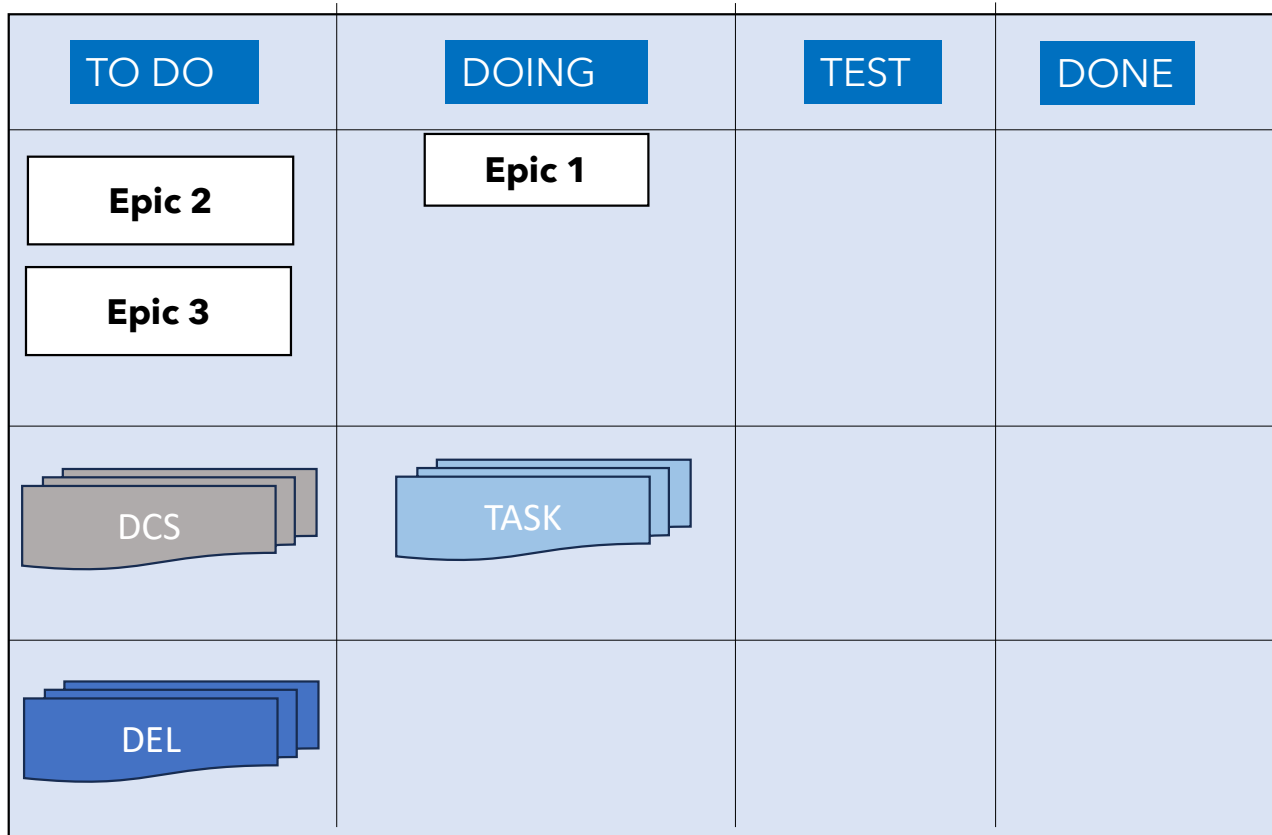 TO DO
DOING
TEST
DONE
Epic 2
Epic 1
Epic 3
DCS
TASK
DEL